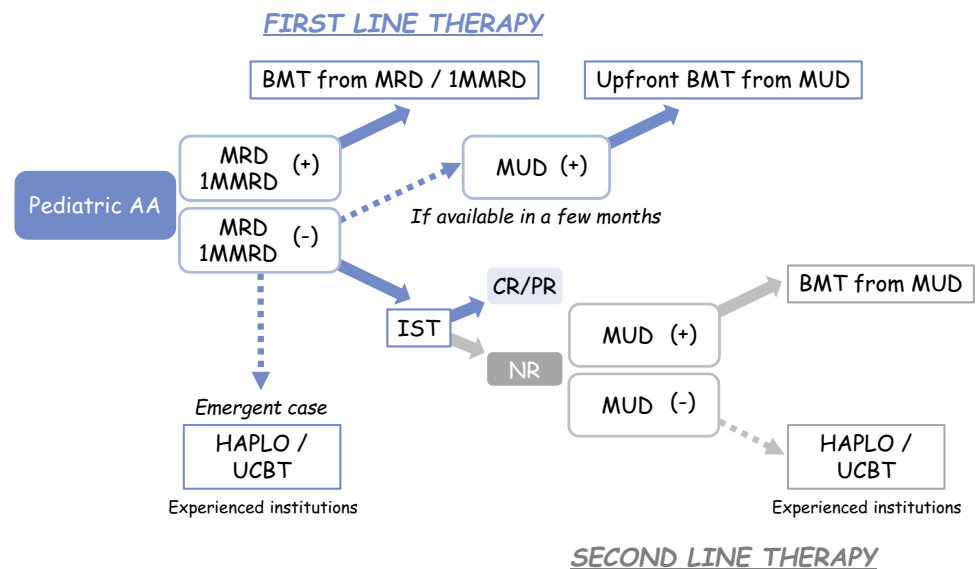 FIRST LINE THERAPY
BMT from MRD / 1MMRD
Upfront BMT from MUD
MRD
1MMRD
(+)
MUD (+)
Pediatric AA
If available in a few months
MRD
1MMRD
(-)
CR/PR
BMT from MUD
IST
MUD (+)
NR
MUD (-)
Emergent case
HAPLO /
UCBT
Experienced institutions
HAPLO /
UCBT
Experienced institutions
SECOND LINE THERAPY